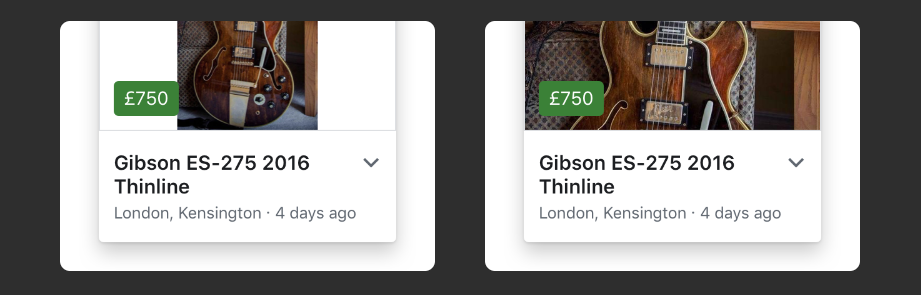 £750
Gibson ES-275 2016
Thinline
London, Kensington · 4 days ago
£750
Gibson ES-275 2016
Thinline
London, Kensington · 4 days ago